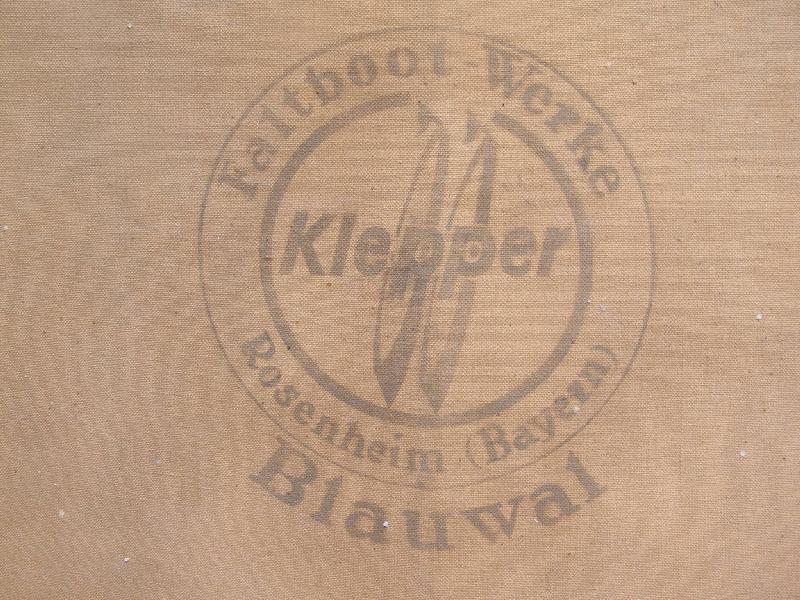 Faltboot-Werke
Klepper
Rosenheim (Bayern)
Blauwal